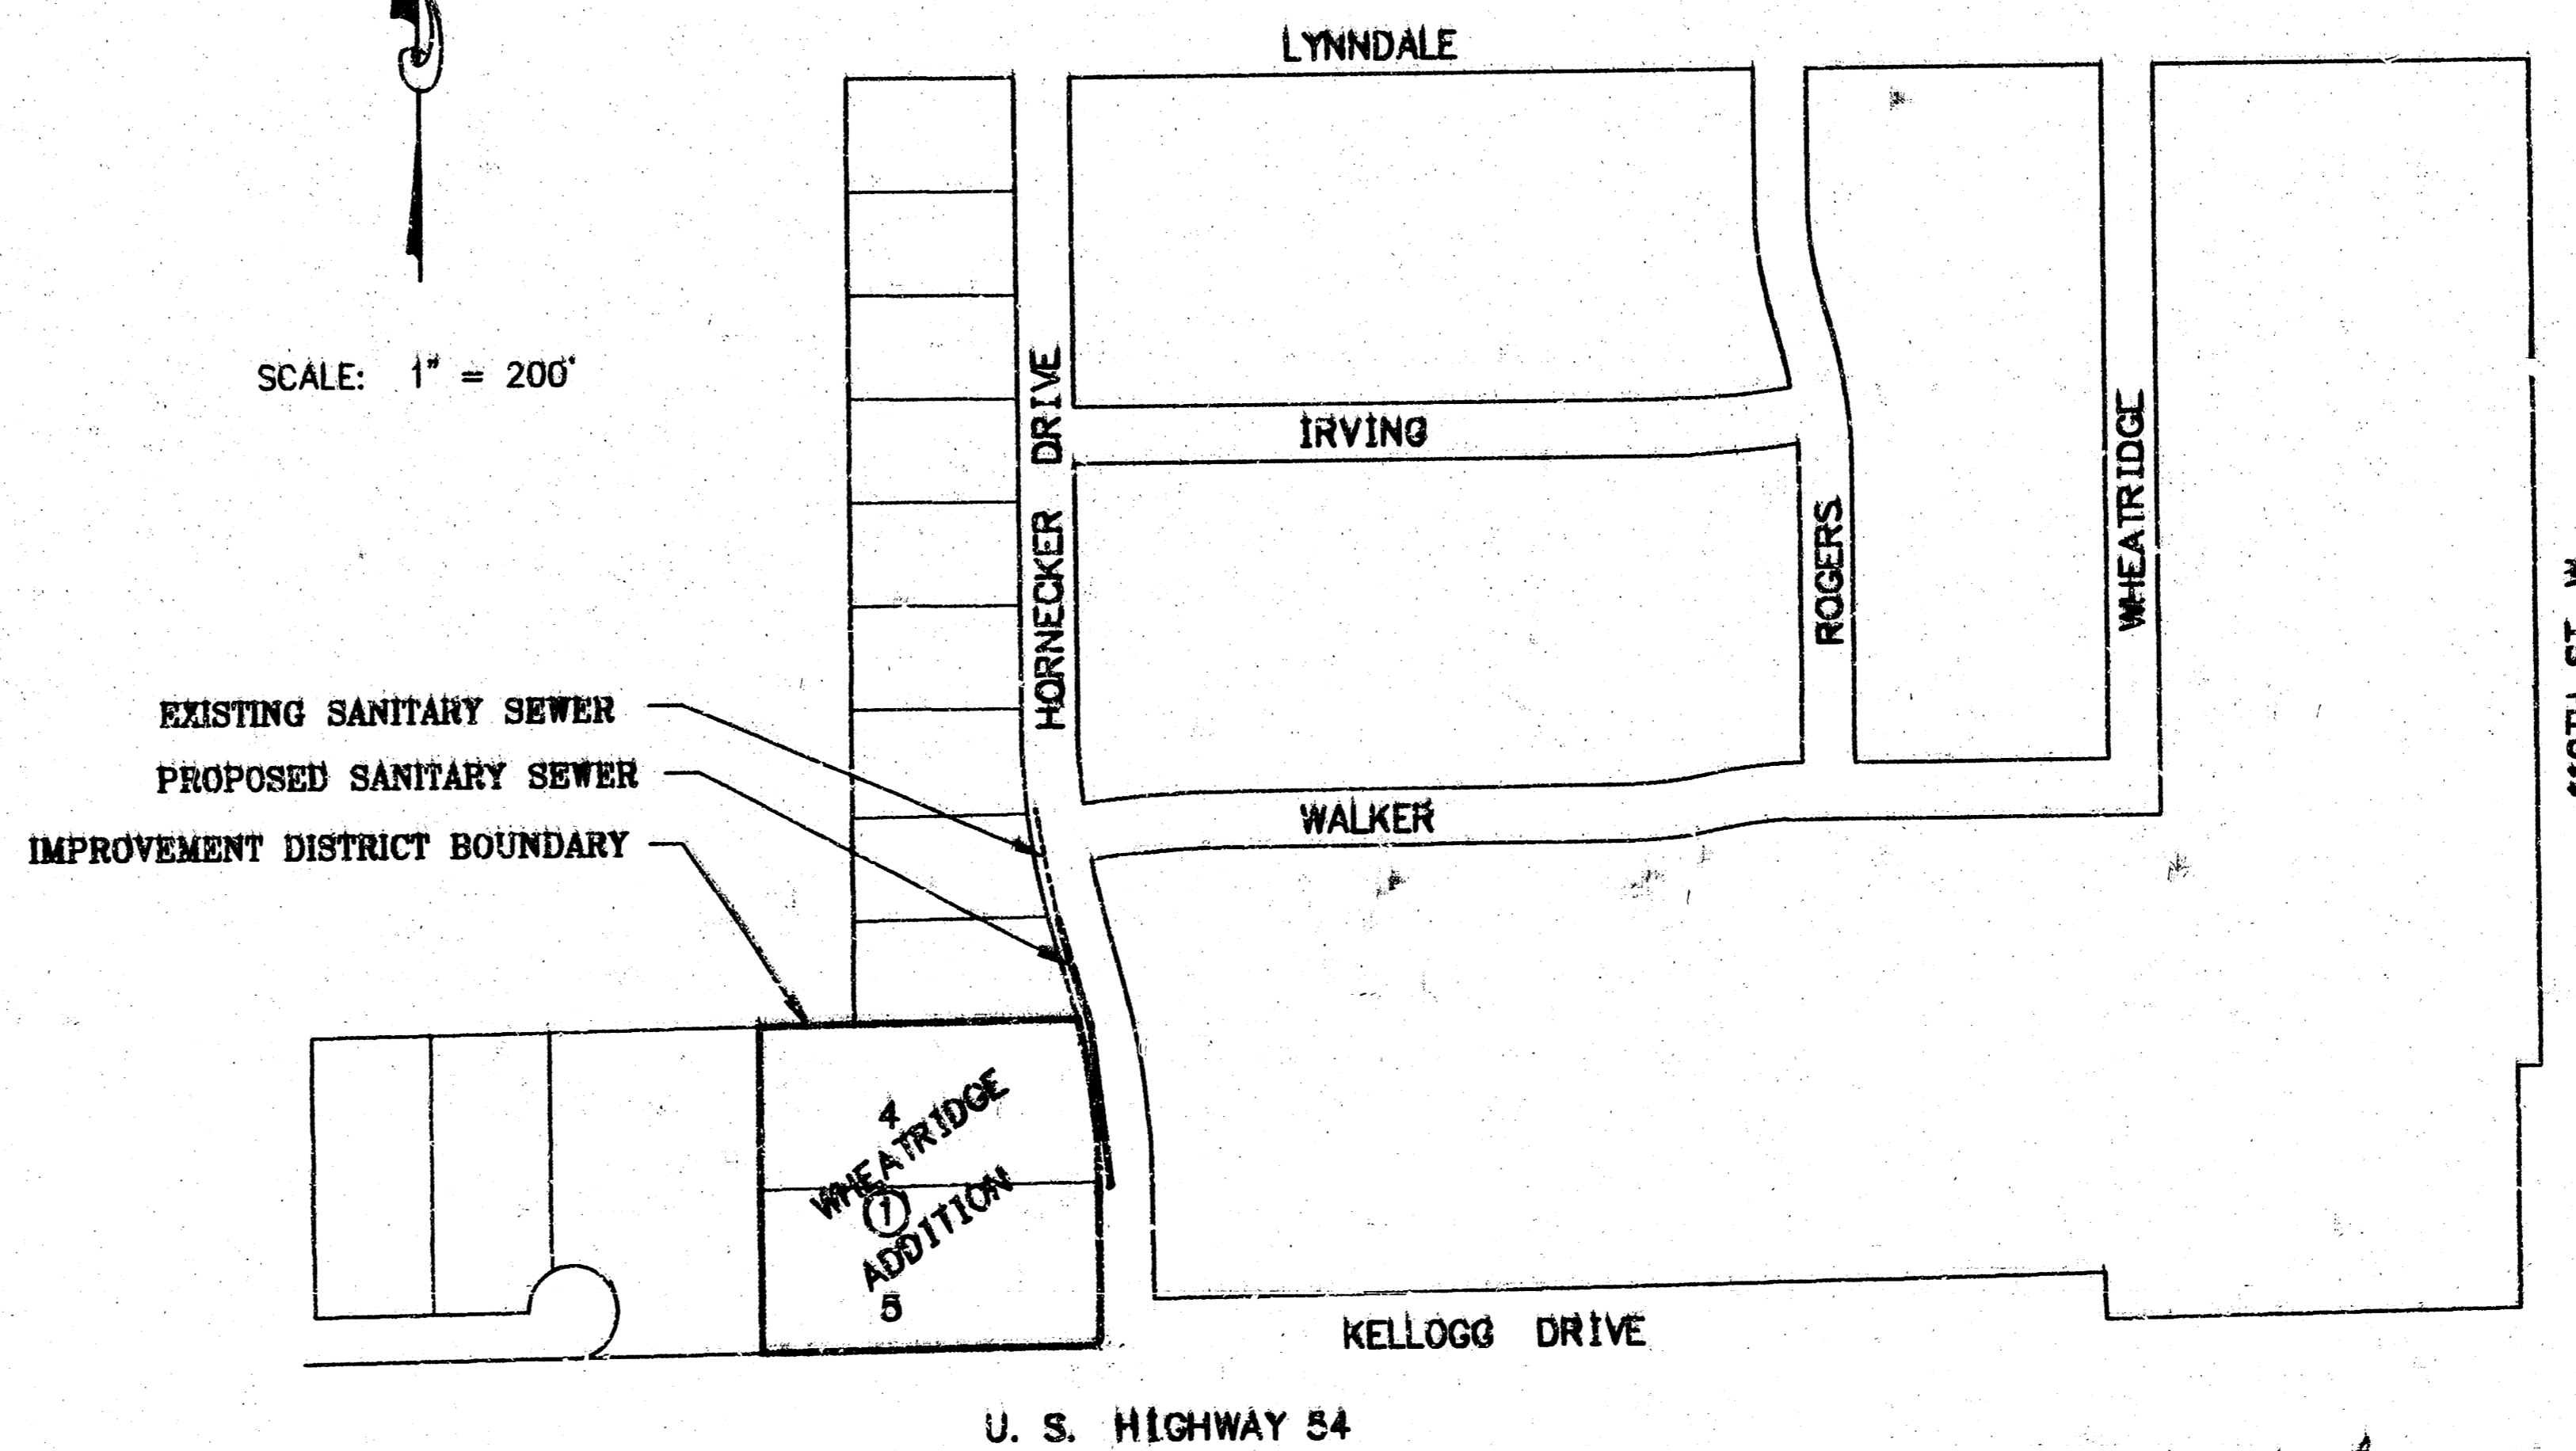 LYNNDALE
SCALE: 1" = 200'
HORNECKER DRIVE
IRVING
ROGERS
WHEATRIDGE
EXISTING SANITARY SEWER
PROPOSED SANITARY SEWER
IMPROVEMENT DISTRICT BOUNDARY
WALKER
4
WHEATRIDGE
1
ADDITION
5
KELLOGG DRIVE
U. S. HIGHWAY 54